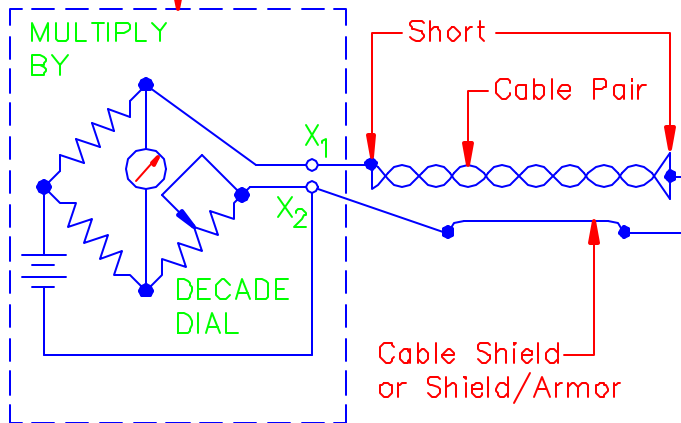 MULTIPLY
BY
Short
Cable Pair
X1
X2
DECADE
DIAL
Cable Shield
or Shield/Armor